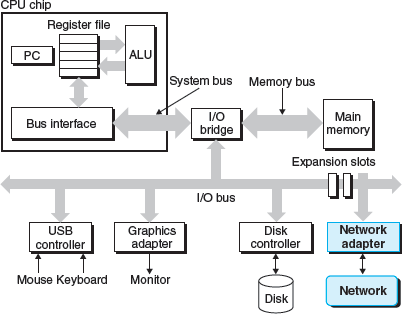 CPU chip
Register file
PC
ALU
System bus
Memory bus
Bus interface
I/O
bridge
Main
memory
Expansion slots
I/O bus
USB
controller
Graphics
adapter
Disk
controller
Network
adapter
Mouse Keyboard
Monitor
Disk
Network